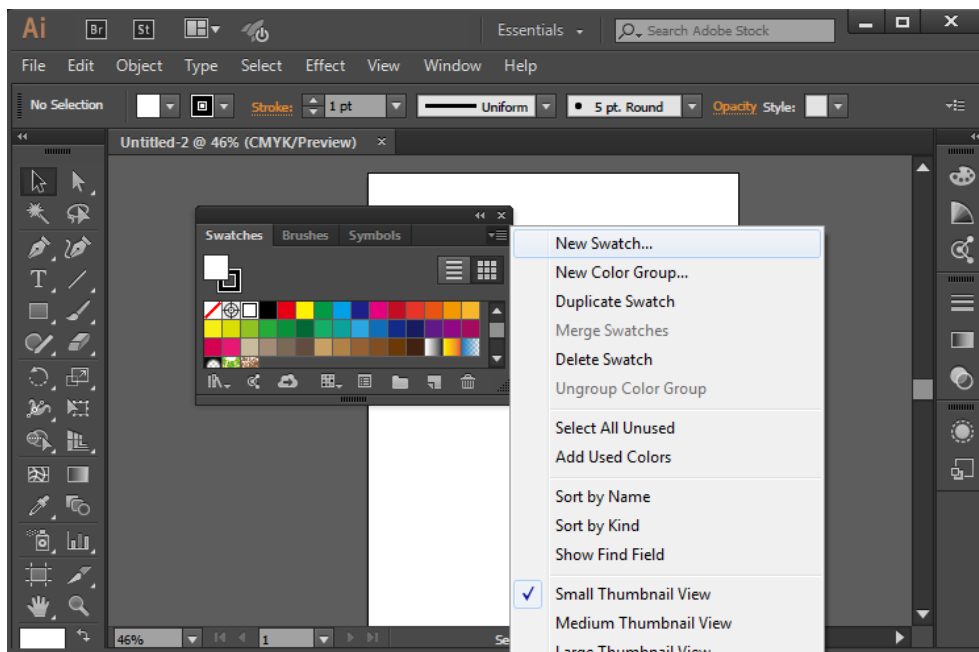 Ai Br St Essentials Search Adobe Stock
File Edit Object Type Select Effect View Window Help
No Selection Stroke: 1 pt Uniform 5 pt. Round Opacity Style:
Untitled-2 @ 46% (CMYK/Preview) ×
Swatches Brushes Symbols
New Swatch...
New Color Group...
Duplicate Swatch
Merge Swatches
Delete Swatch
Ungroup Color Group
Select All Unused
Add Used Colors
Sort by Name
Sort by Kind
Show Find Field
Small Thumbnail View
Medium Thumbnail View
Large Thumbnail View
46% 1